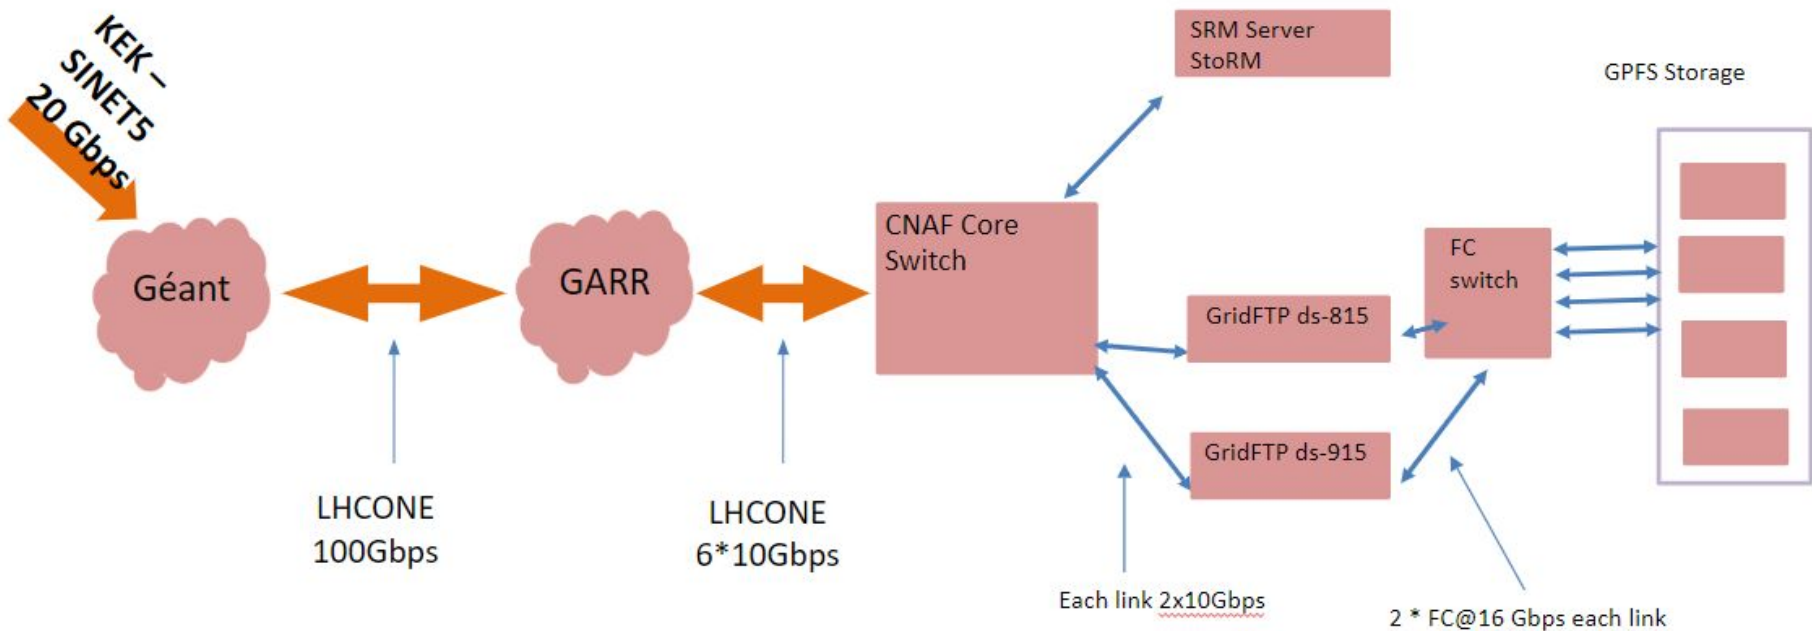 KEK –
SINET5
20 Gbps
Géant
LHCONE
100Gbps
GARR
LHCONE
6*10Gbps
CNAF Core
Switch
SRM Server
StoRM
GridFTP ds-815
GridFTP ds-915
Each link 2x10Gbps
FC
switch
2 * FC@16 Gbps each link
GPFS Storage